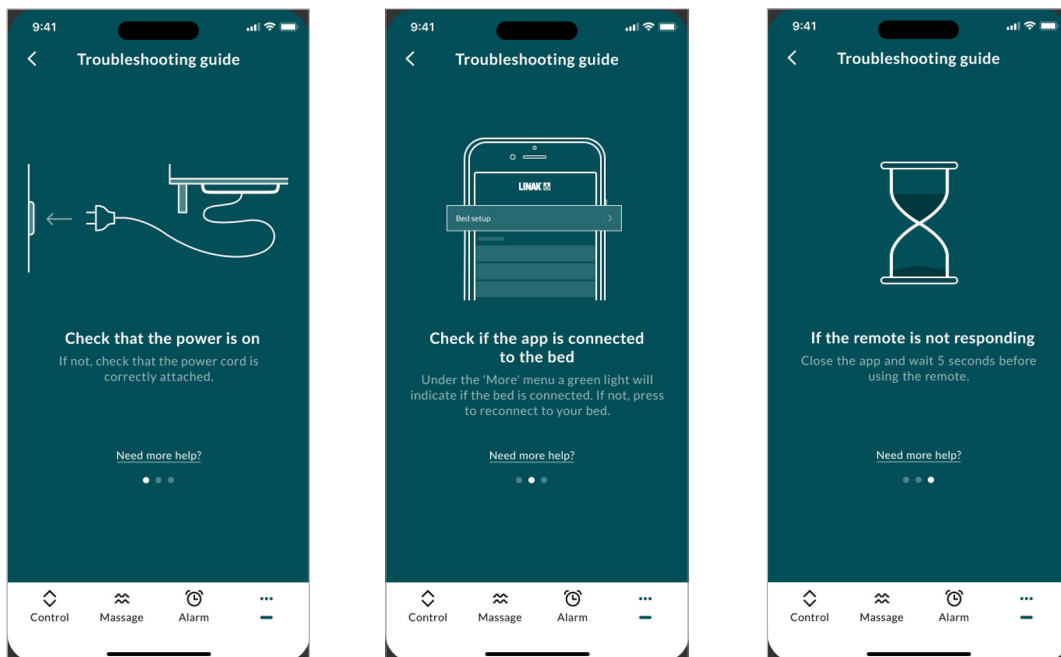 9:41
Troubleshooting guide
LINAK
Bed setup
Check that the power is on
If not, check that the power cord is
correctly attached.
Need more help?
Control Massage Alarm
9:41
Troubleshooting guide
Check if the app is connected
to the bed
Under the 'More' menu a green light will
indicate if the bed is connected. If not, press
to reconnect to your bed.
Need more help?
Control Massage Alarm
9:41
Troubleshooting guide
If the remote is not responding
Close the app and wait 5 seconds before
using the remote.
Need more help?
Control Massage Alarm